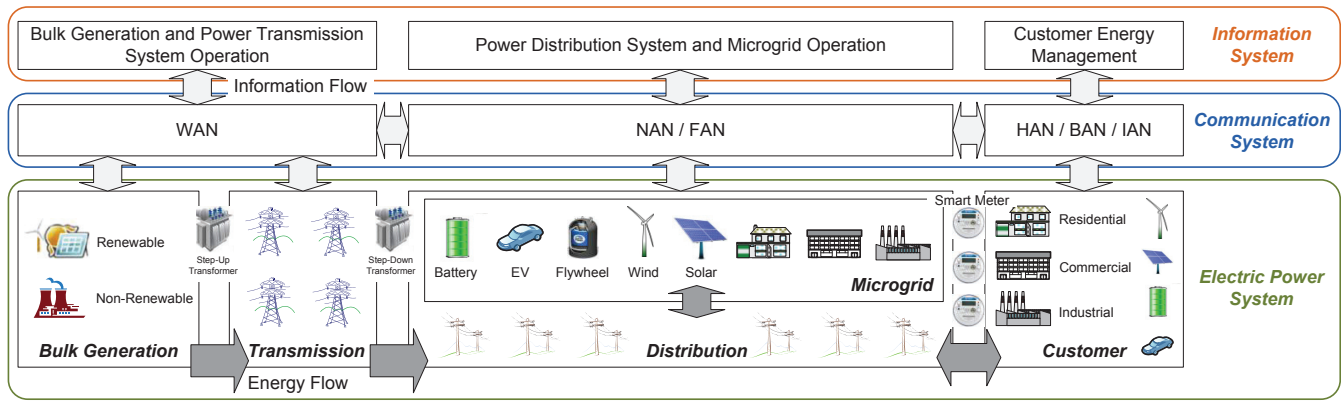 Bulk Generation and Power Transmission
System Operation
Power Distribution System and Microgrid Operation
Customer Energy
Management
Information
System
Information Flow
WAN
NAN / FAN
HAN / BAN / IAN
Communication
System
Renewable
Non-Renewable
Bulk Generation
Step-Up
Transformer
Transmission
Step-Down
Transformer
Energy Flow
Battery
EV
Flywheel
Wind
Solar
Microgrid
Distribution
Smart Meter
Residential
Commercial
Industrial
Customer
Electric Power
System